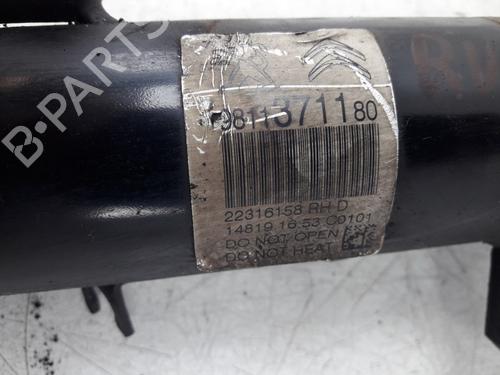 9811371180
22316158 RH D
14819 16:53 C0101
DO NOT OPEN
DO NOT HEAT
B-PARTS